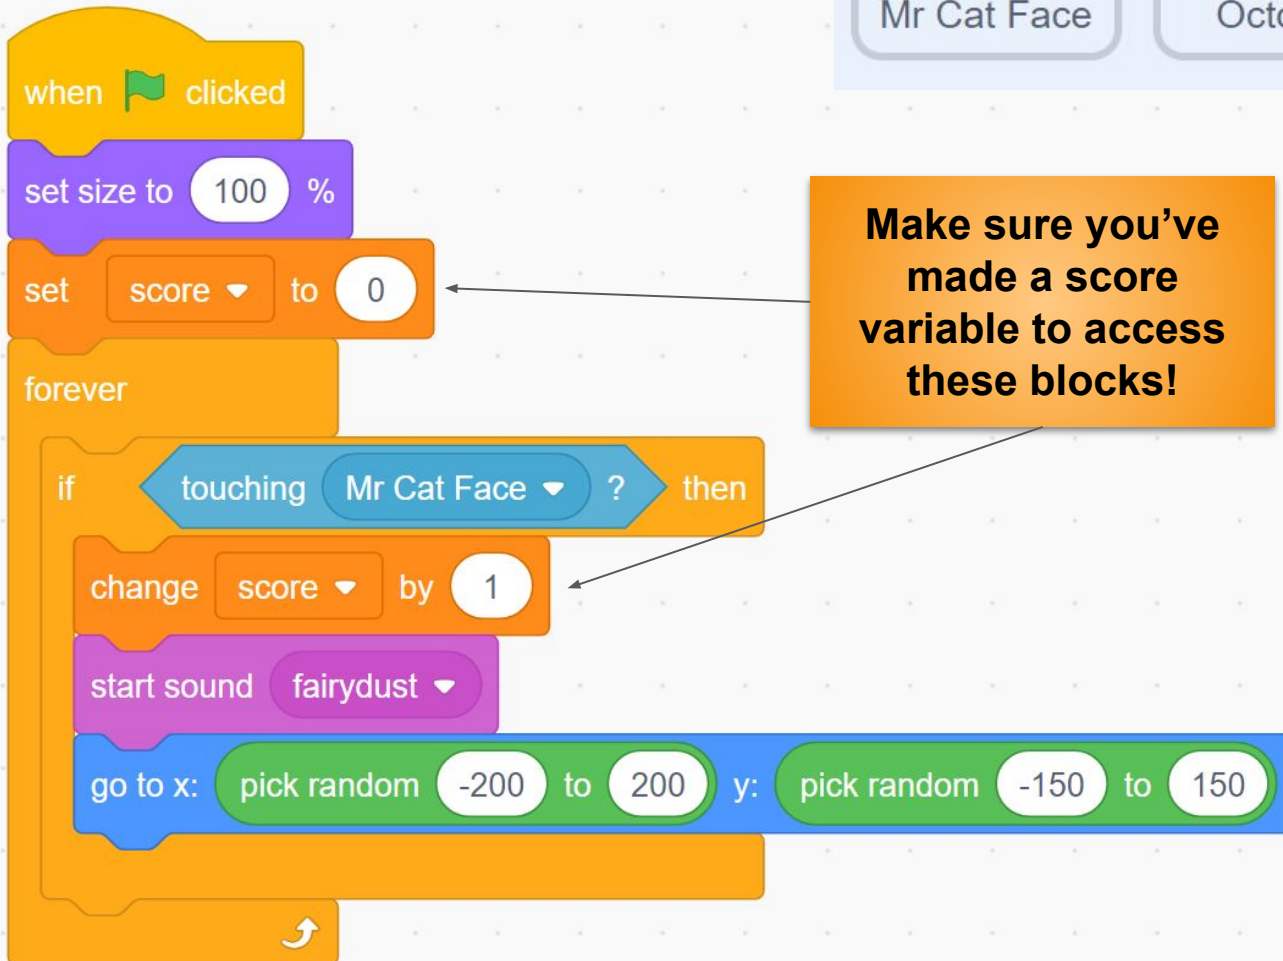 Mr Cat Face
when clicked
set size to 100 %
set score to 0
Make sure you’ve
made a score
variable to access
these blocks!
forever
if touching Mr Cat Face ? then
change score by 1
start sound fairydust
go to x: pick random -200 to 200 y: pick random -150 to 150